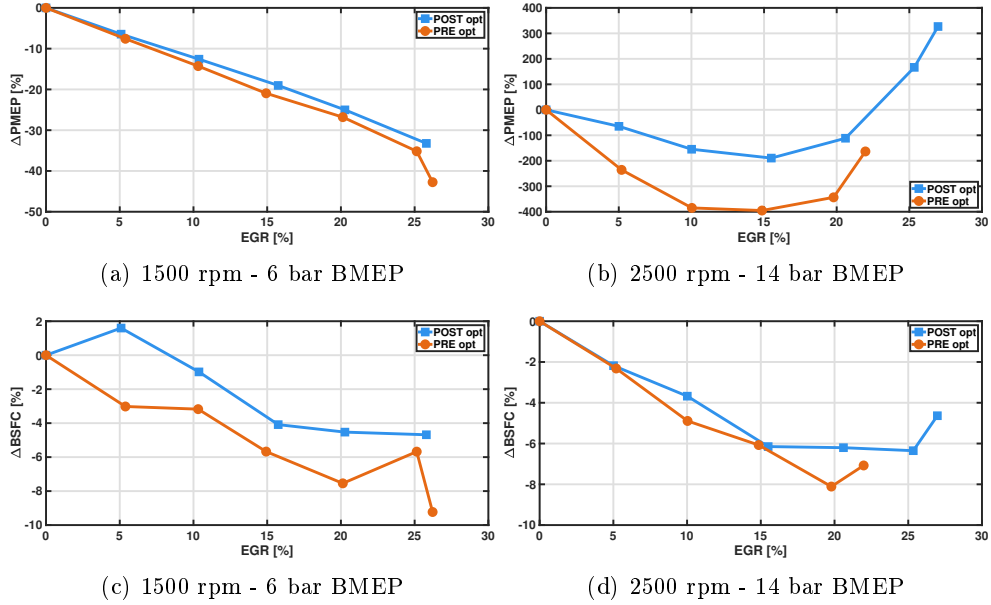 0
-10
-20
-30
-40
-50
ΔPMEP [%]
0 5 10 15 20 25 30
EGR [%]
POST opt
PRE opt
(a) 1500 rpm - 6 bar BMEP
400
300
200
100
0
-100
-200
-300
-400
ΔPMEP [%]
0 5 10 15 20 25 30
EGR [%]
POST opt
PRE opt
(b) 2500 rpm - 14 bar BMEP
2
0
-2
-4
-6
-8
-10
ΔBSFC [%]
0 5 10 15 20 25 30
EGR [%]
POST opt
PRE opt
(c) 1500 rpm - 6 bar BMEP
0
-2
-4
-6
-8
-10
ΔBSFC [%]
0 5 10 15 20 25 30
EGR [%]
POST opt
PRE opt
(d) 2500 rpm - 14 bar BMEP